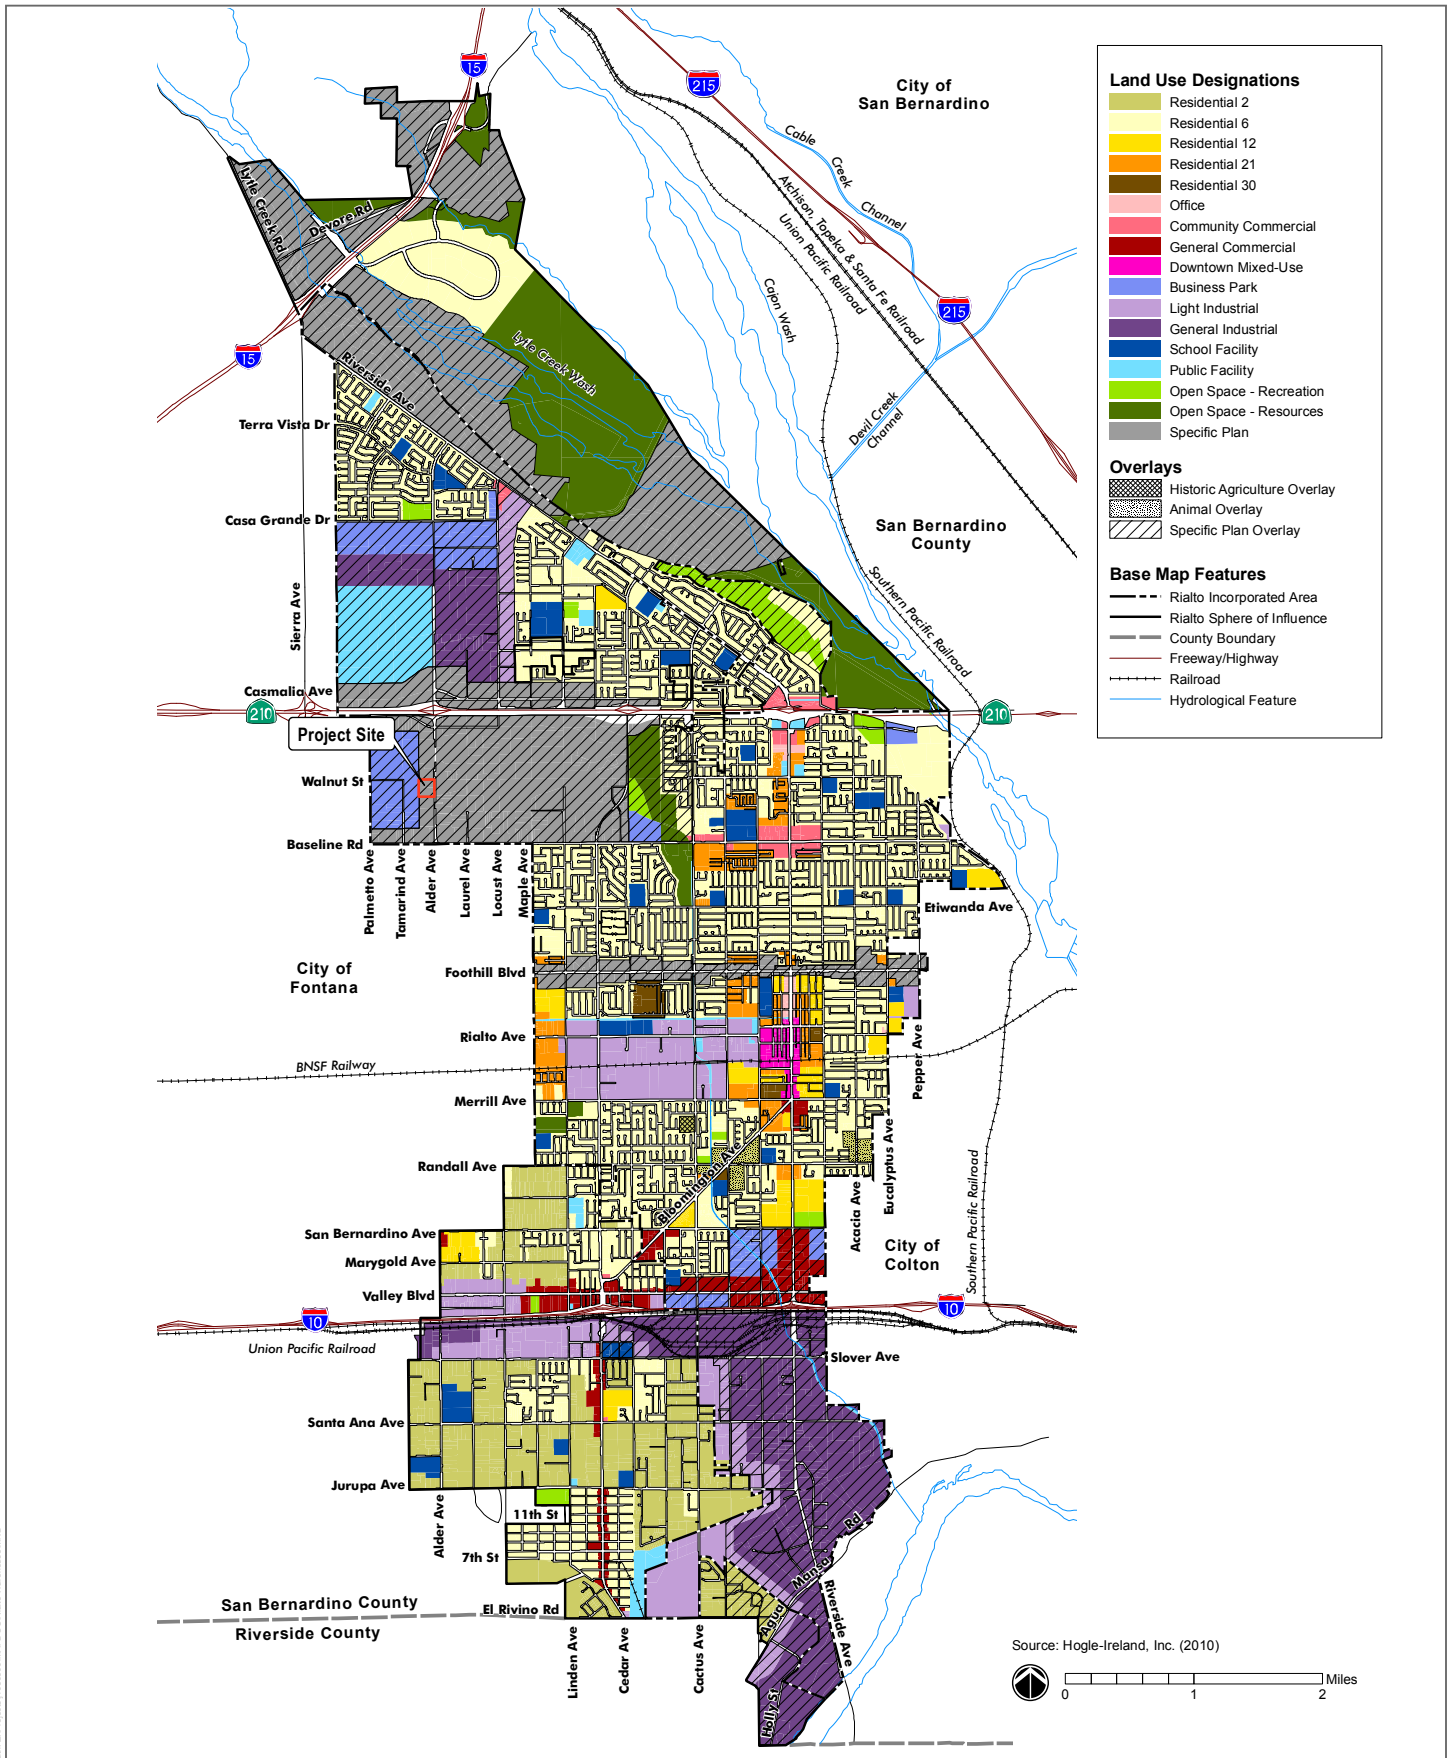 15
215
City of
San Bernardino
Cable
Creek
Channel
Atchison, Topeka & Santa Fe Railroad
Union Pacific Railroad
Lytle Creek Rd
Devore Rd
Cajon Wash
215
15
Lytle Creek Wash
Riverside Ave
Devil Creek
Channel
Terra Vista Dr
Casa Grande Dr
San Bernardino
County
Sierra Ave
Southern Pacific Railroad
Casmalia Ave
210
210
Project Site
Walnut St
Baseline Rd
Palmetto Ave
Tamarind Ave
Alder Ave
Laurel Ave
Locust Ave
Maple Ave
Etiwanda Ave
City of
Fontana
Foothill Blvd
Rialto Ave
Pepper Ave
BNSF Railway
Merrill Ave
Eucalyptus Ave
Randall Ave
Bloomington Ave
Acacia Ave
Southern Pacific Railroad
San Bernardino Ave
City of
Colton
Marygold Ave
Valley Blvd
10
10
Union Pacific Railroad
Slover Ave
Santa Ana Ave
Jurupa Ave
Alder Ave
11th St
7th St
Agua
Mansa
Rd
Riverside Ave
San Bernardino County
Riverside County
El Rivino Rd
Linden Ave
Cedar Ave
Cactus Ave
Holly St
Land Use Designations
Residential 2
Residential 6
Residential 12
Residential 21
Residential 30
Office
Community Commercial
General Commercial
Downtown Mixed-Use
Business Park
Light Industrial
General Industrial
School Facility
Public Facility
Open Space - Recreation
Open Space - Resources
Specific Plan
Overlays
Historic Agriculture Overlay
Animal Overlay
Specific Plan Overlay
Base Map Features
Rialto Incorporated Area
Rialto Sphere of Influence
County Boundary
Freeway/Highway
Railroad
Hydrological Feature
Source: Hogle-Ireland, Inc. (2010)
Miles
0 1 2